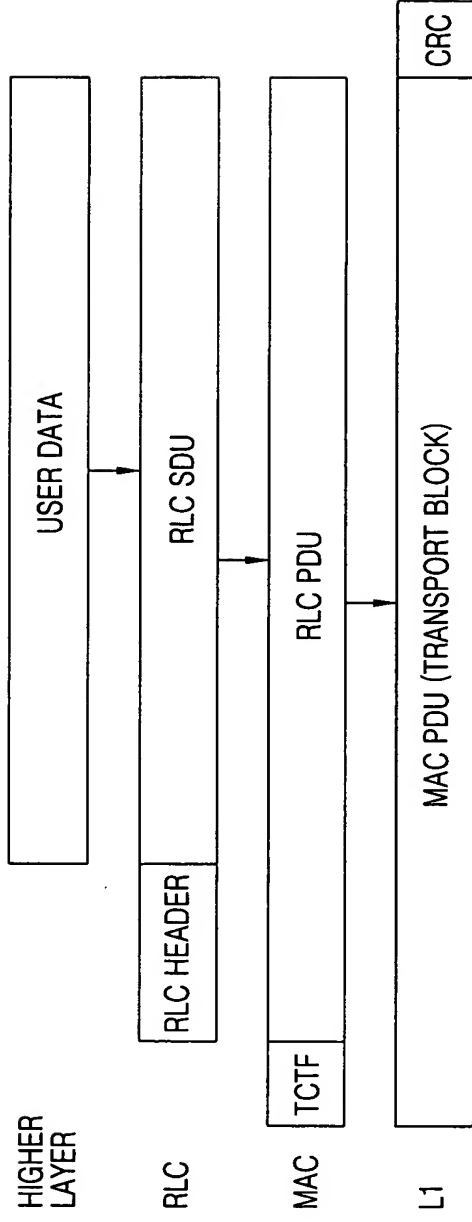 HIGHER
LAYER
USER DATA
RLC
RLC HEADER
RLC SDU
MAC
TCTF
RLC PDU
L1
MAC PDU (TRANSPORT BLOCK)
CRC